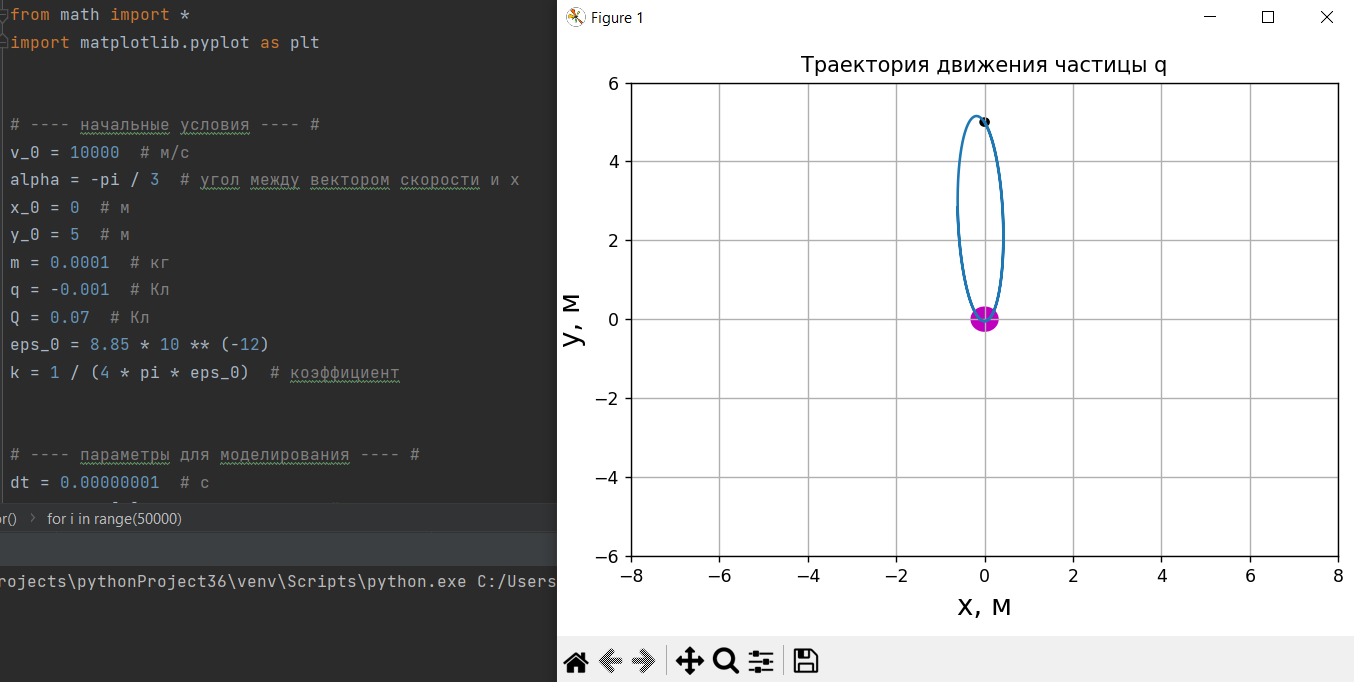 from math import *
import matplotlib.pyplot as plt
# ---- начальные условия ---- #
v_0 = 10000 # м/с
alpha = -pi / 3 # угол между вектором скорости и x
x_0 = 0 # м
y_0 = 5 # м
m = 0.0001 # кг
q = -0.001 # Кл
Q = 0.07 # Кл
eps_0 = 8.85 * 10 ** (-12)
k = 1 / (4 * pi * eps_0) # коэффициент
# ---- параметры для моделирования ---- #
dt = 0.00000001 # с
or() > for i in range(50000)
rojects\pythonProject36\venv\Scripts\python.exe C:/Users
Figure 1
Траектория движения частицы q
6
4
2
0
−2
−4
−6
y, м
−8 −6 −4 −2 0 2 4 6 8
x, м